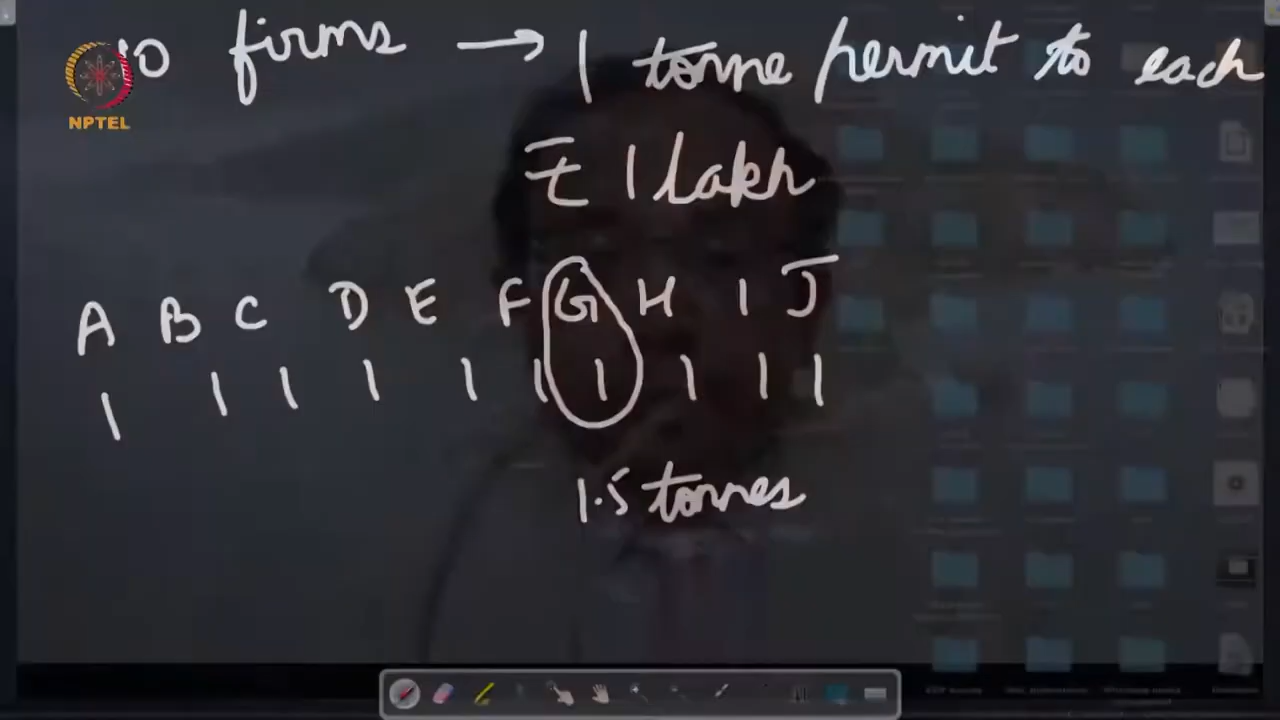 10 firms → 1 tonne permit to each
NPTEL
₹ 1 lakh
A B C D E F G H I J
1 1 1 1 1 1 1 1 1 1
1.5 tonnes